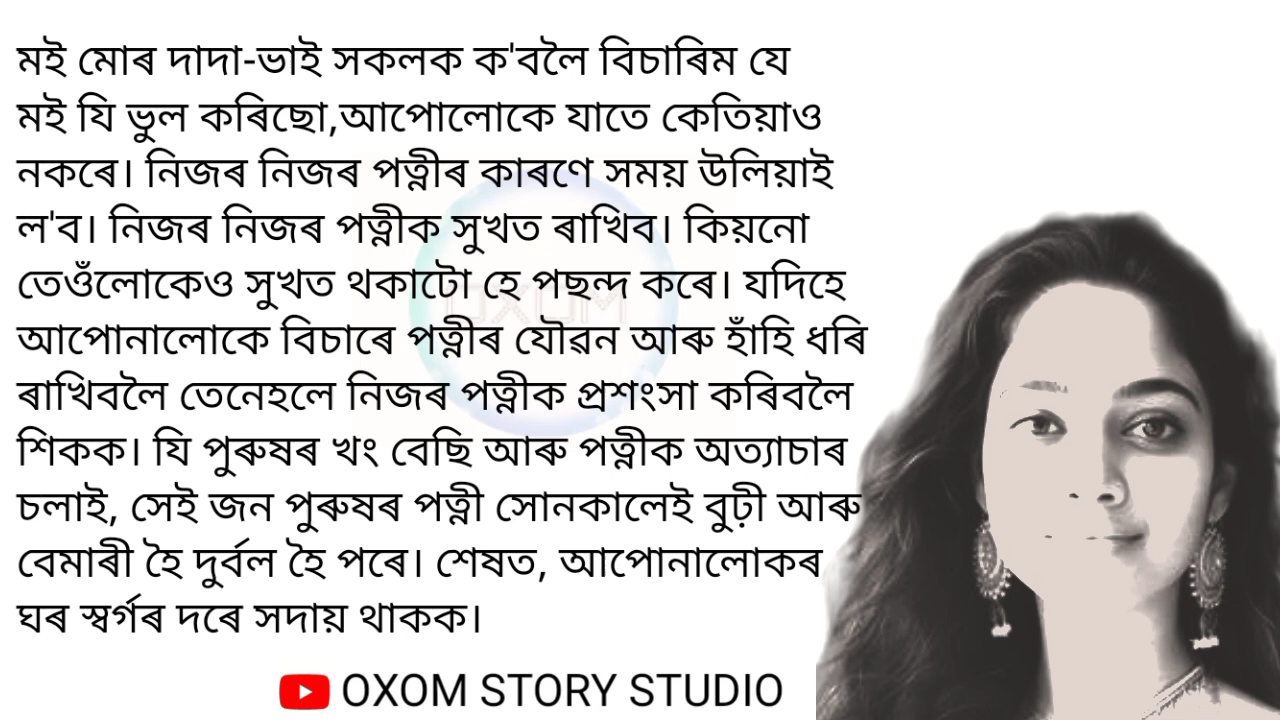 মই মোৰ দাদা-ভাই সকলক ক'বলৈ বিচাৰিম যে
মই যি ভুল কৰিছো,আপোলোকে যাতে কেতিয়াও
নকৰে। নিজৰ নিজৰ পত্নীৰ কাৰণে সময় উলিয়াই
ল'ব। নিজৰ নিজৰ পত্নীক সুখত ৰাখিব। কিয়নো
তেওঁলোকেও সুখত থকাটো হে পছন্দ কৰে। যদিহে
আপোনালোকে বিচাৰে পত্নীৰ যৌৱন আৰু হাঁহি ধৰি
ৰাখিবলৈ তেনেহলে নিজৰ পত্নীক প্ৰশংসা কৰিবলৈ
শিকক। যি পুৰুষৰ খং বেছি আৰু পত্নীক অত্যাচাৰ
চলাই, সেই জন পুৰুষৰ পত্নী সোনকালেই বুঢ়ী আৰু
বেমাৰী হৈ দুৰ্বল হৈ পৰে। শেষত, আপোনালোকৰ
ঘৰ স্বৰ্গৰ দৰে সদায় থাকক।
OXOM
OXOM STORY STUDIO